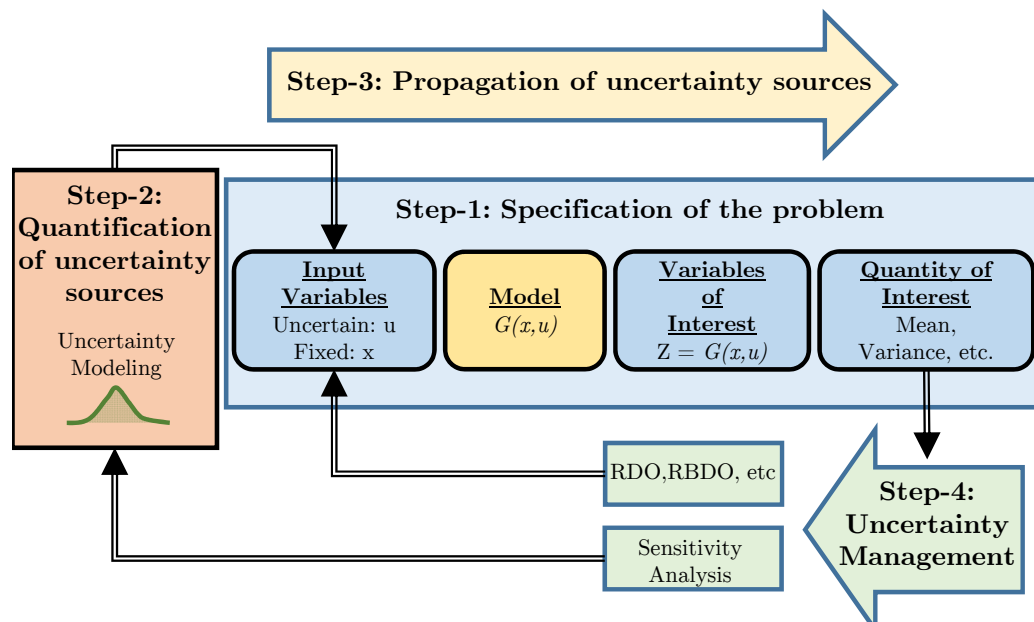 Step-3: Propagation of uncertainty sources
Step-2:
Quantification
of uncertainty
sources
Uncertainty
Modeling
Step-1: Specification of the problem
Input
Variables
Uncertain: u
Fixed: x
Model
G(x,u)
Variables
of
Interest
Z = G(x,u)
Quantity of
Interest
Mean,
Variance, etc.
RDO,RBDO, etc
Sensitivity
Analysis
Step-4:
Uncertainty
Management